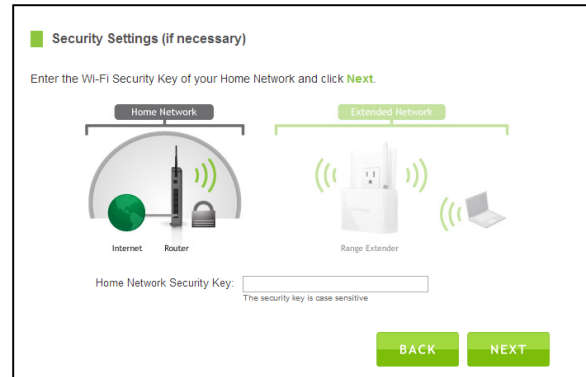 Security Settings (if necessary)
Enter the Wi-Fi Security Key of your Home Network and click Next.
Home Network
Extended Network
Internet
Router
Range Extender
Home Network Security Key:
The security key is case sensitive
BACK
NEXT